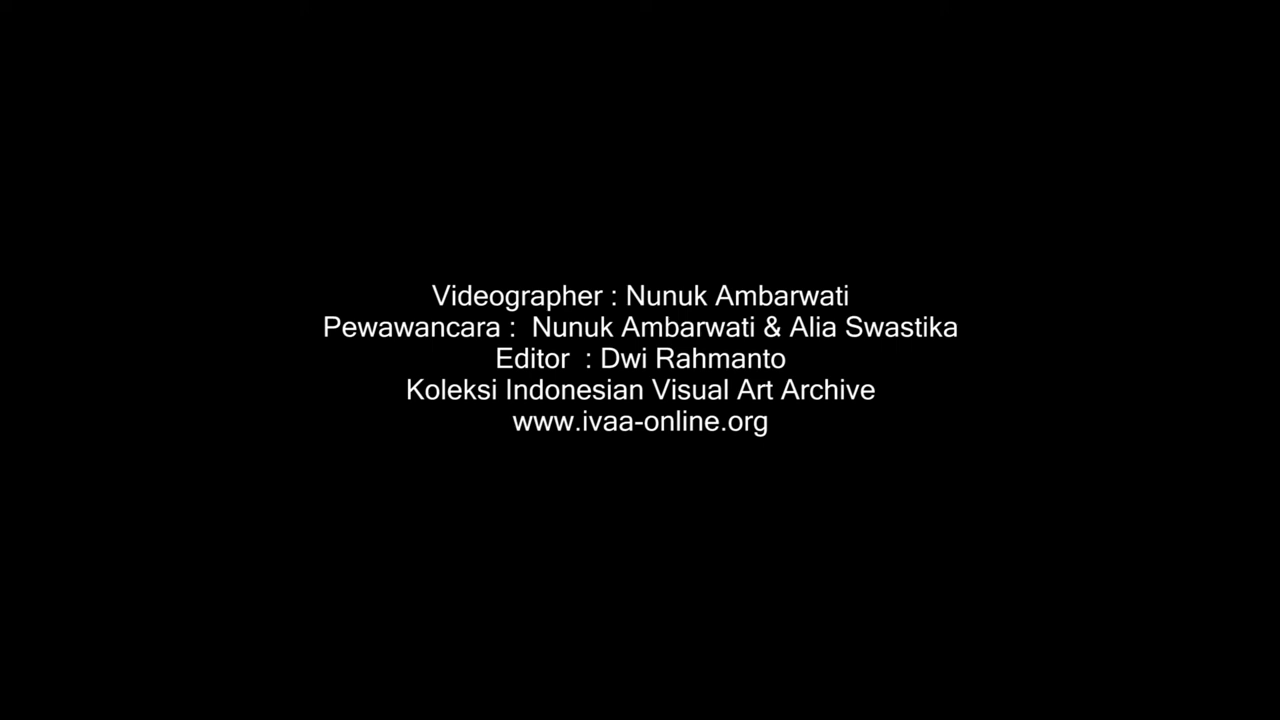 Videographer : Nunuk Ambarwati
Pewawancara :  Nunuk Ambarwati & Alia Swastika
Editor  : Dwi Rahmanto
Koleksi Indonesian Visual Art Archive
www.ivaa-online.org